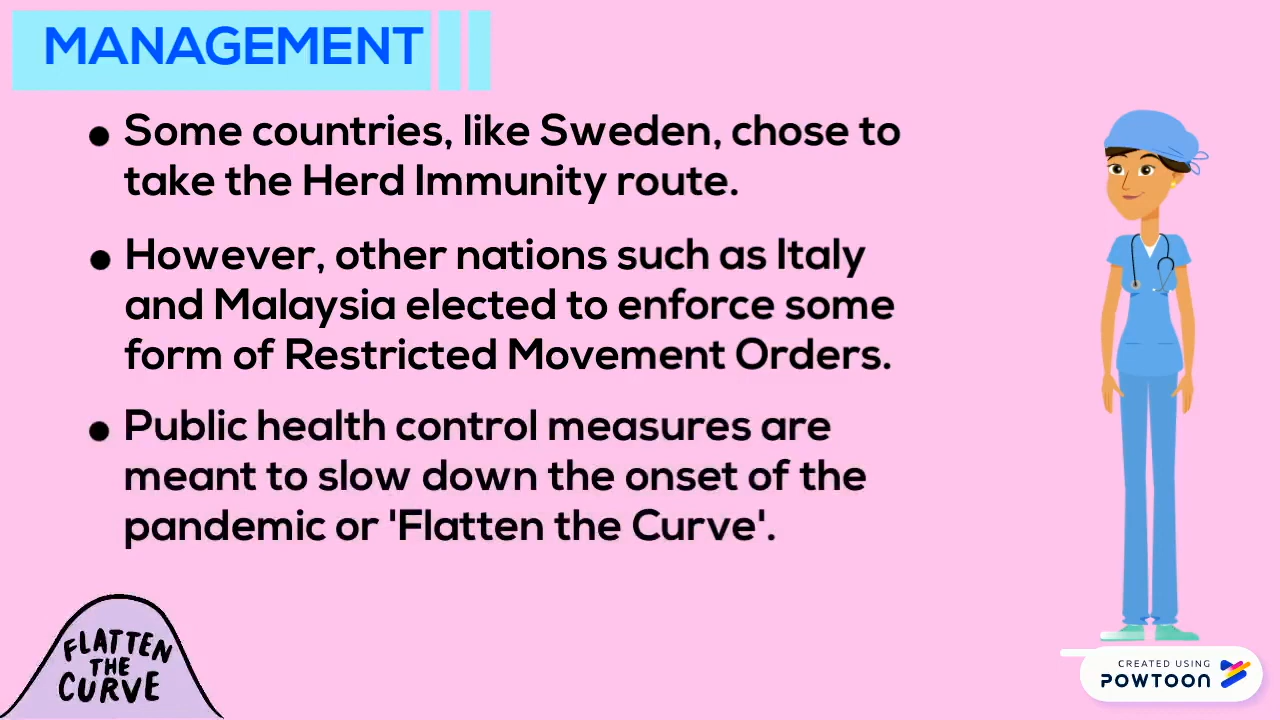 MANAGEMENT
● Some countries, like Sweden, chose to
take the Herd Immunity route.
● However, other nations such as Italy
and Malaysia elected to enforce some
form of Restricted Movement Orders.
● Public health control measures are
meant to slow down the onset of the
pandemic or 'Flatten the Curve'.
FLATTEN
THE
CURVE
CREATED USING
POWTOON